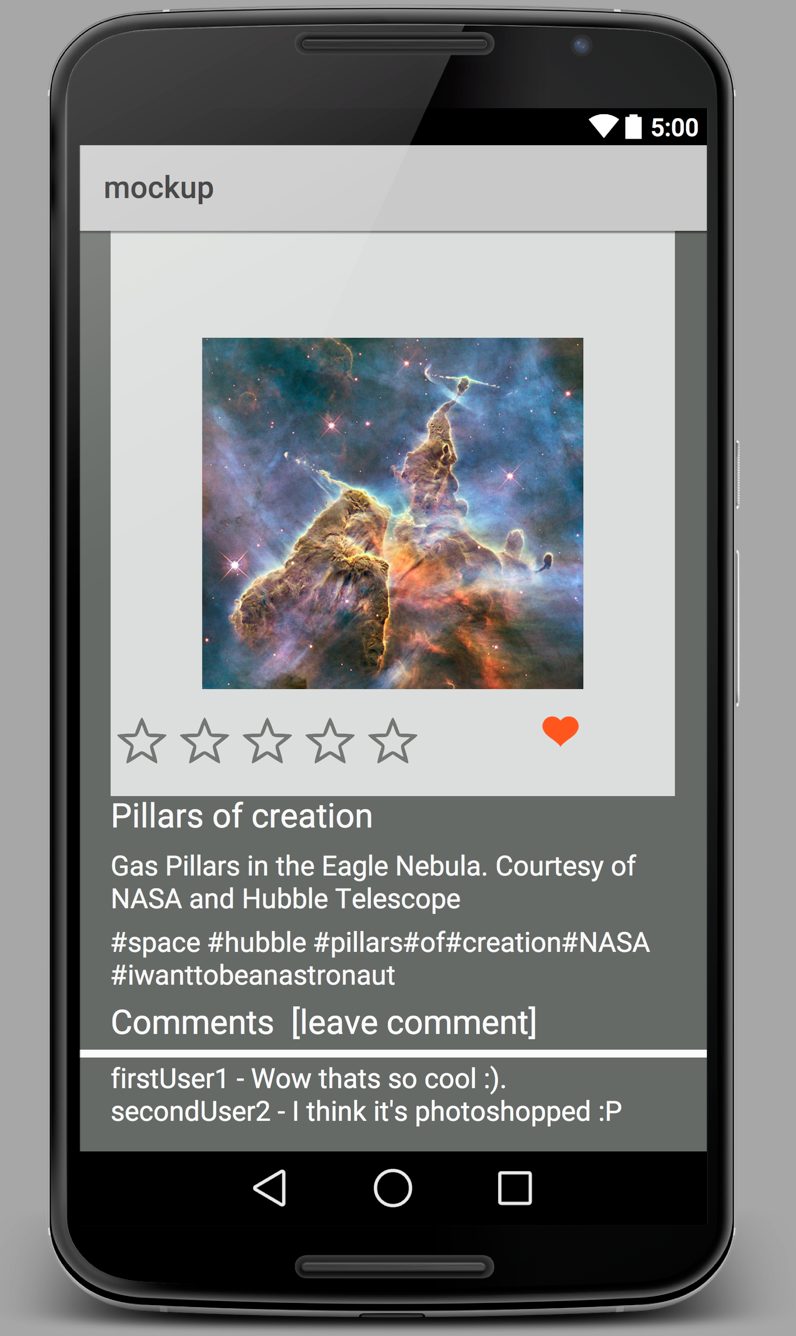 5:00
mockup
Pillars of creation
Gas Pillars in the Eagle Nebula. Courtesy of
NASA and Hubble Telescope
#space #hubble #pillars#of#creation#NASA
#iwanttobeanastronaut
Comments [leave comment]
firstUser1 - Wow thats so cool :).
secondUser2 - I think it's photoshopped :P